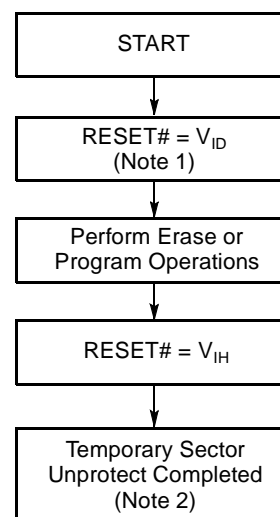 START
RESET# = VID
(Note 1)
Perform Erase or
Program Operations
RESET# = VIH
Temporary Sector
Unprotect Completed
(Note 2)